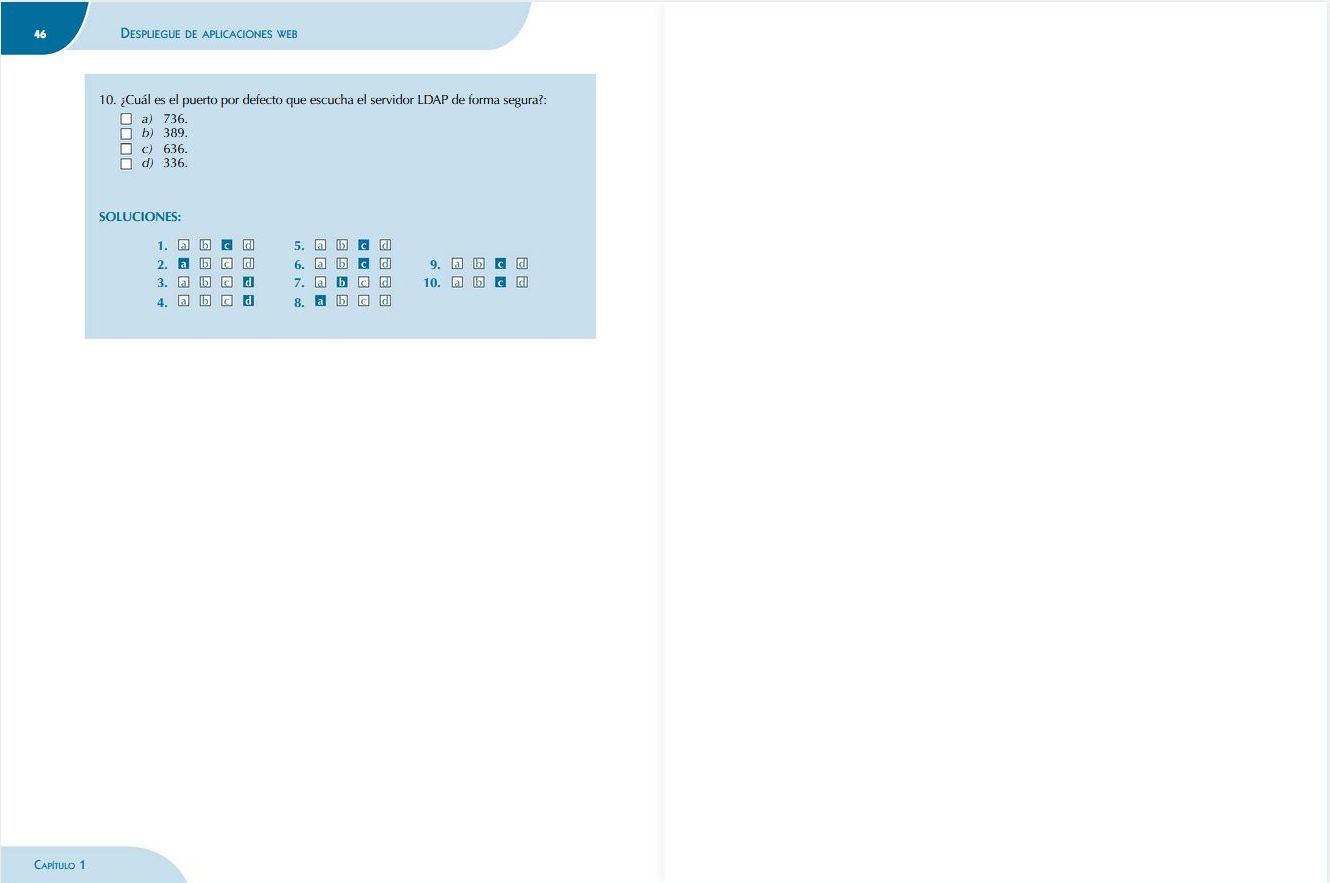 46
DESPLIEGUE DE APLICACIONES WEB
10. ¿Cuál es el puerto por defecto que escucha el servidor LDAP de forma segura?:
a) 736.
b) 389.
c) 636.
d) 336.
SOLUCIONES:
1. a b c d
2. a b c d
3. a b c d
4. a b c d
5. a b c d
6. a b c d
7. a b c d
8. a b c d
9. a b c d
10. a b c d
CAPÍTULO 1